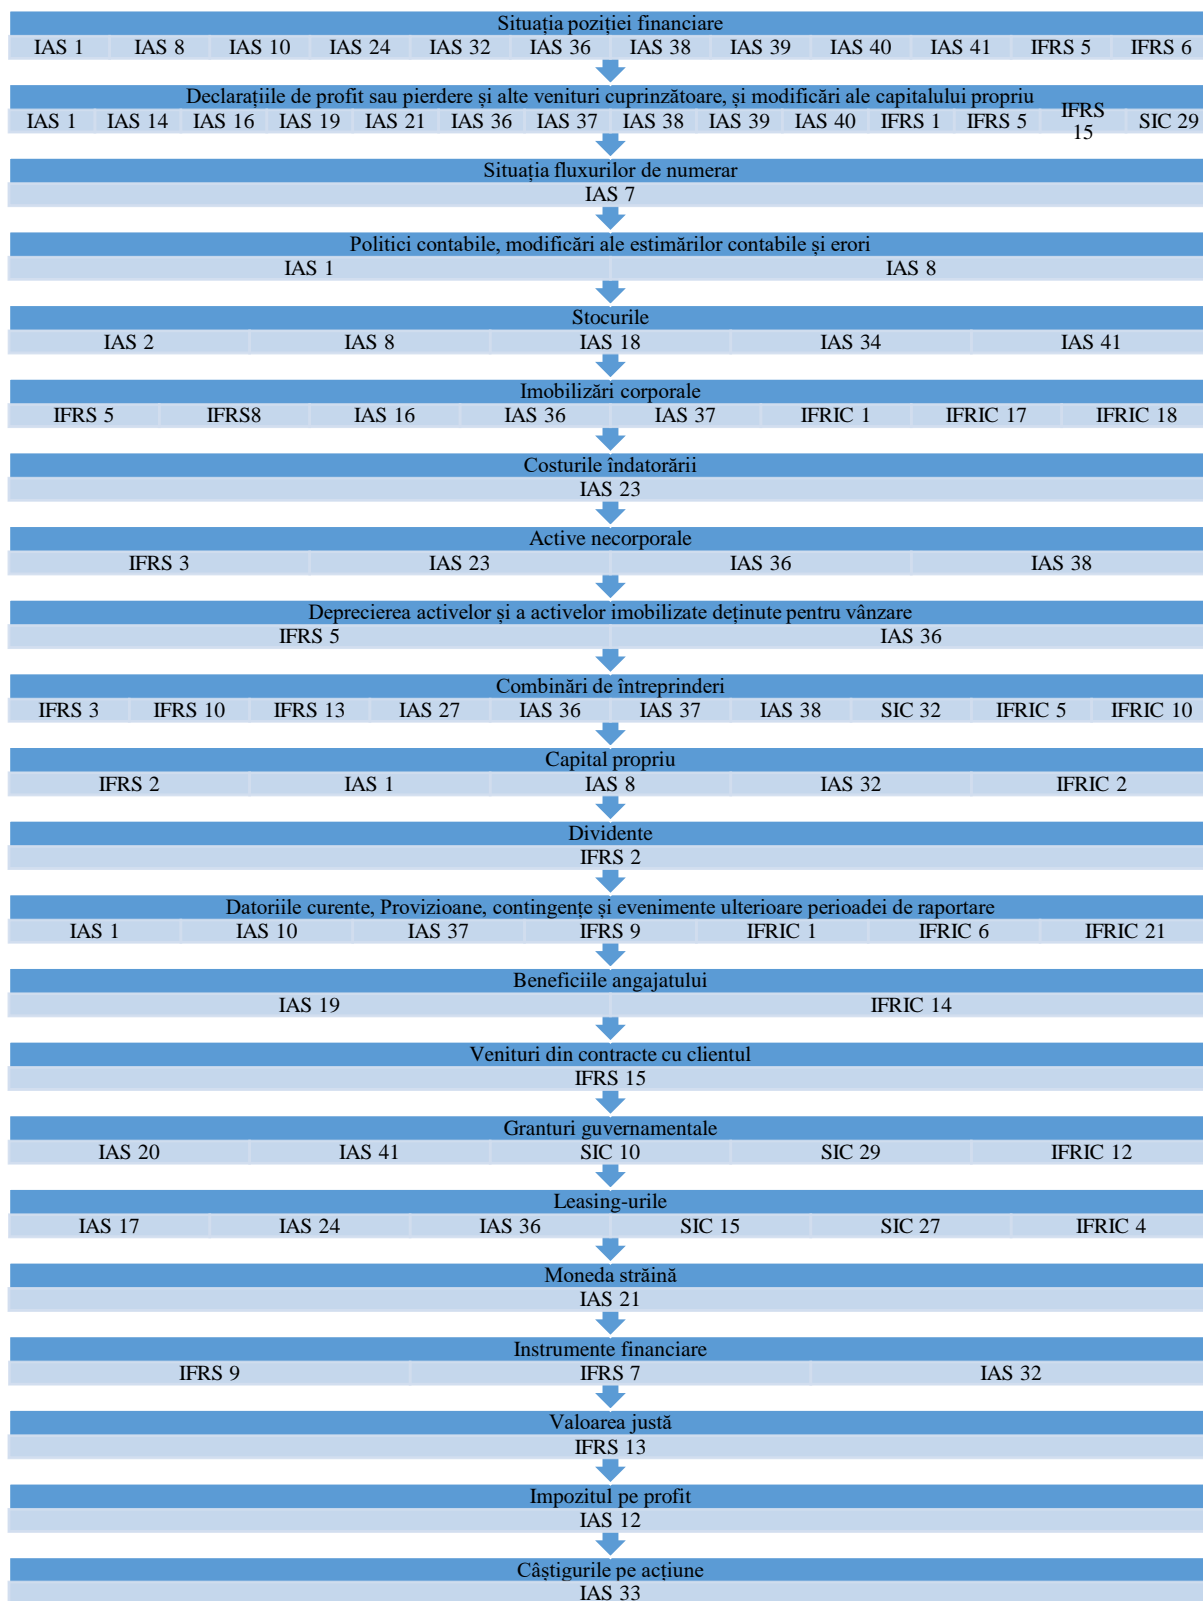 Situația poziției financiare
IAS 1 IAS 8 IAS 10 IAS 24 IAS 32 IAS 36 IAS 38 IAS 39 IAS 40 IAS 41 IFRS 5 IFRS 6
Declarațiile de profit sau pierdere și alte venituri cuprinzătoare, și modificări ale capitalului propriu
IAS 1 IAS 14 IAS 16 IAS 19 IAS 21 IAS 36 IAS 37 IAS 38 IAS 39 IAS 40 IFRS 1 IFRS 5 IFRS 15 SIC 29
Situația fluxurilor de numerar
IAS 7
Politici contabile, modificări ale estimărilor contabile și erori
IAS 1 IAS 8
Stocurile
IAS 2 IAS 8 IAS 18 IAS 34 IAS 41
Imobilizări corporale
IFRS 5 IFRS8 IAS 16 IAS 36 IAS 37 IFRIC 1 IFRIC 17 IFRIC 18
Costurile îndatorării
IAS 23
Active necorporale
IFRS 3 IAS 23 IAS 36 IAS 38
Deprecierea activelor și a activelor imobilizate deținute pentru vânzare
IFRS 5 IAS 36
Combinări de întreprinderi
IFRS 3 IFRS 10 IFRS 13 IAS 27 IAS 36 IAS 37 IAS 38 SIC 32 IFRIC 5 IFRIC 10
Capital propriu
IFRS 2 IAS 1 IAS 8 IAS 32 IFRIC 2
Dividente
IFRS 2
Datoriile curente, Provizioane, contingențe și evenimente ulterioare perioadei de raportare
IAS 1 IAS 10 IAS 37 IFRS 9 IFRIC 1 IFRIC 6 IFRIC 21
Beneficiile angajatului
IAS 19 IFRIC 14
Venituri din contracte cu clientul
IFRS 15
Granturi guvernamentale
IAS 20 IAS 41 SIC 10 SIC 29 IFRIC 12
Leasing-urile
IAS 17 IAS 24 IAS 36 SIC 15 SIC 27 IFRIC 4
Moneda străină
IAS 21
Instrumente financiare
IFRS 9 IFRS 7 IAS 32
Valoarea justă
IFRS 13
Impozitul pe profit
IAS 12
Câștigurile pe acțiune
IAS 33